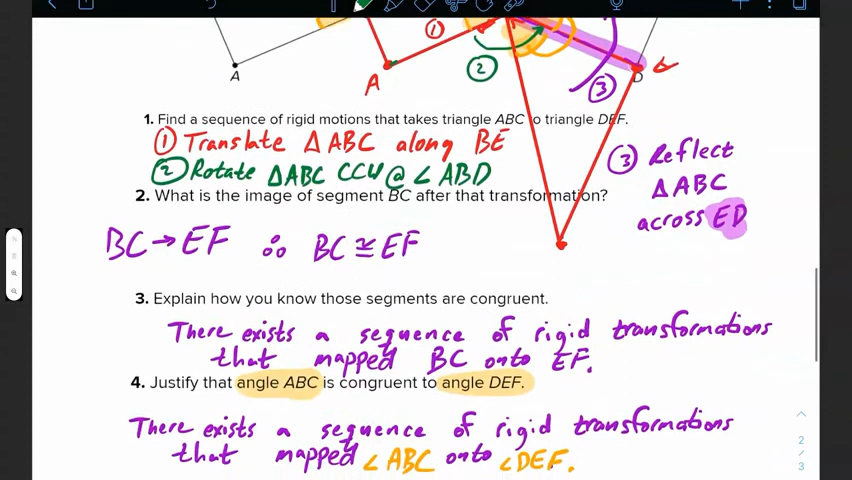 A
1
A
2
3
D
1. Find a sequence of rigid motions that takes triangle ABC to triangle DEF.
1 Translate Δ ABC along BE
2 Rotate ΔABC CCW @ ∠ ABD
3 Reflect
ΔABC
across ED
2. What is the image of segment BC after that transformation?
BC → EF ∴ BC ≅ EF
3. Explain how you know those segments are congruent.
There exists a sequence of rigid transformations
that mapped BC onto EF.
4. Justify that angle ABC is congruent to angle DEF.
There exists a sequence of rigid transformations
that mapped ∠ABC onto ∠DEF.
2
/
3